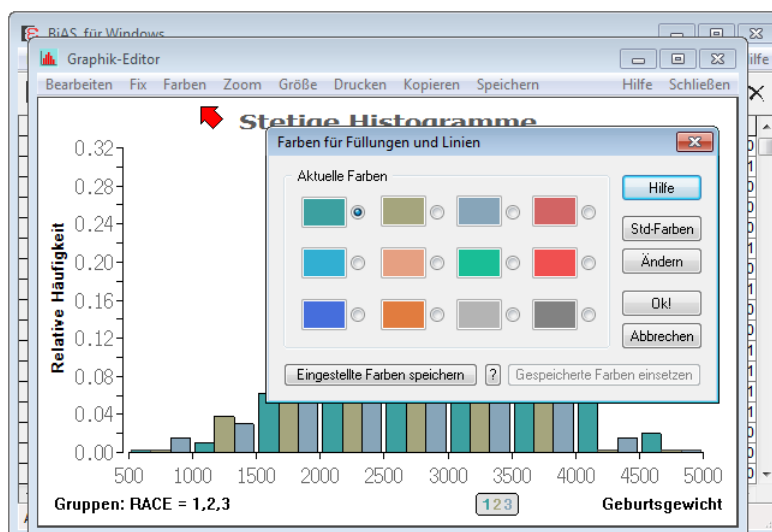 BiAS. für Windows
Graphik-Editor
Bearbeiten Fix Farben Zoom Größe Drucken Kopieren Speichern Hilfe Schließen
Stetige Histogramme
Farben für Füllungen und Linien
Aktuelle Farben
Hilfe
Std-Farben
Ändern
Ok!
Abbrechen
Eingestellte Farben speichern ? Gespeicherte Farben einsetzen
Relative Häufigkeit
0.32
0.28
0.24
0.20
0.16
0.12
0.08
0.04
0.00
500 1000 1500 2000 2500 3000 3500 4000 4500 5000
Gruppen: RACE = 1,2,3 123 Geburtsgewicht